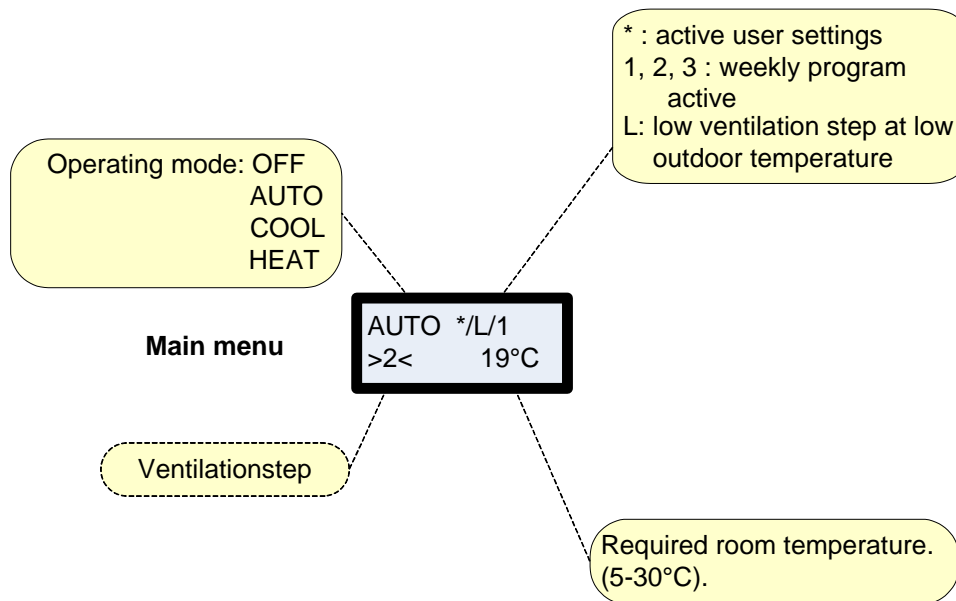 * : active user settings
1, 2, 3 : weekly program
active
L: low ventilation step at low
outdoor temperature
Operating mode: OFF
AUTO
COOL
HEAT
Main menu
AUTO */L/1
>2< 19°C
Ventilationstep
Required room temperature.
(5-30°C).